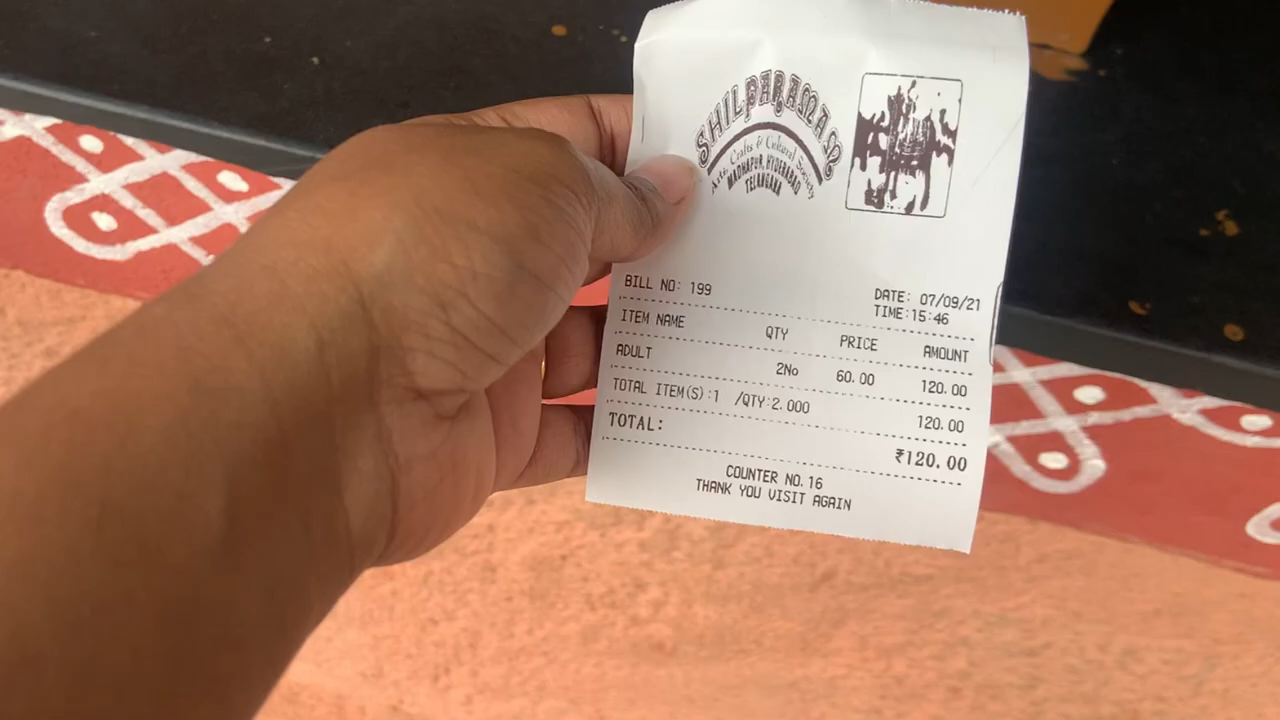 SHILPARAMAM
Arts, Crafts & Cultural Society
MADHAPUR, HYDERABAD
TELANGANA
BILL NO: 199
DATE: 07/09/21
TIME:15:46
ITEM NAME QTY PRICE AMOUNT
ADULT 2No 60.00 120.00
TOTAL ITEM(S):1 /QTY:2.000 120.00
TOTAL: ₹120.00
COUNTER NO.16
THANK YOU VISIT AGAIN